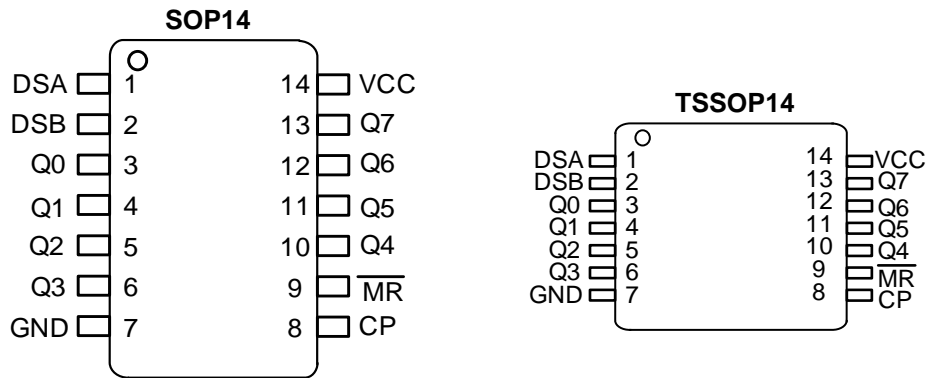 SOP14
DSA 1 14 VCC
DSB 2 13 Q7
Q0 3 12 Q6
Q1 4 11 Q5
Q2 5 10 Q4
Q3 6 9 M̅R̅
GND 7 8 CP
TSSOP14
DSA 1 14 VCC
DSB 2 13 Q7
Q0 3 12 Q6
Q1 4 11 Q5
Q2 5 10 Q4
Q3 6 9 M̅R̅
GND 7 8 CP